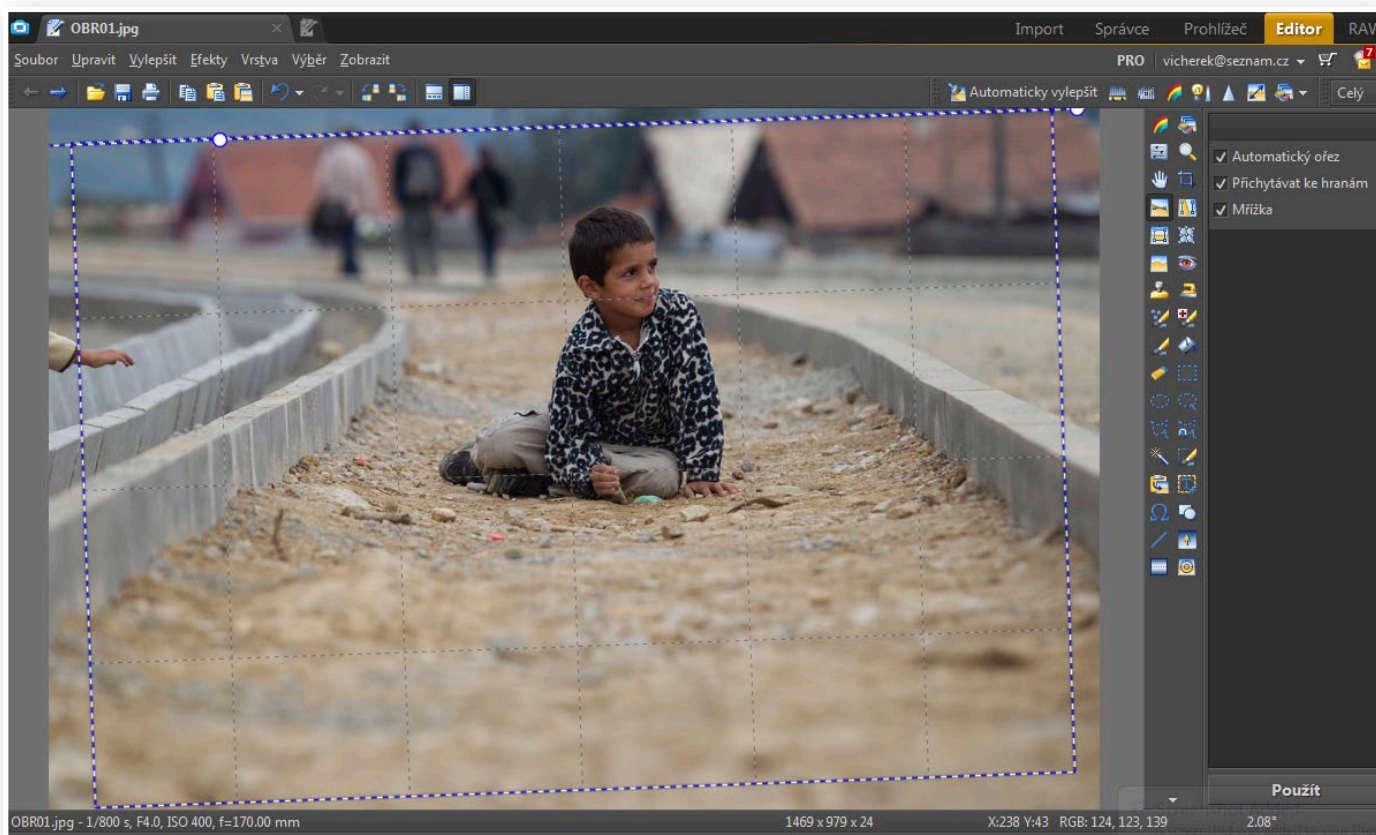 OBR01.jpg
Import Správce Prohlížeč Editor RAW
Soubor Upravit Vylepšit Efekty Vrstva Výběr Zobrazit
PRO vicherek@seznam.cz 7
Automaticky vylepšit Celý
Automatický ořez
Přichytávat ke hranám
Mřížka
Použít
OBR01.jpg - 1/800 s, F4.0, ISO 400, f=170.00 mm 1469 x 979 x 24 X:238 Y:43 RGB: 124, 123, 139 2.08°